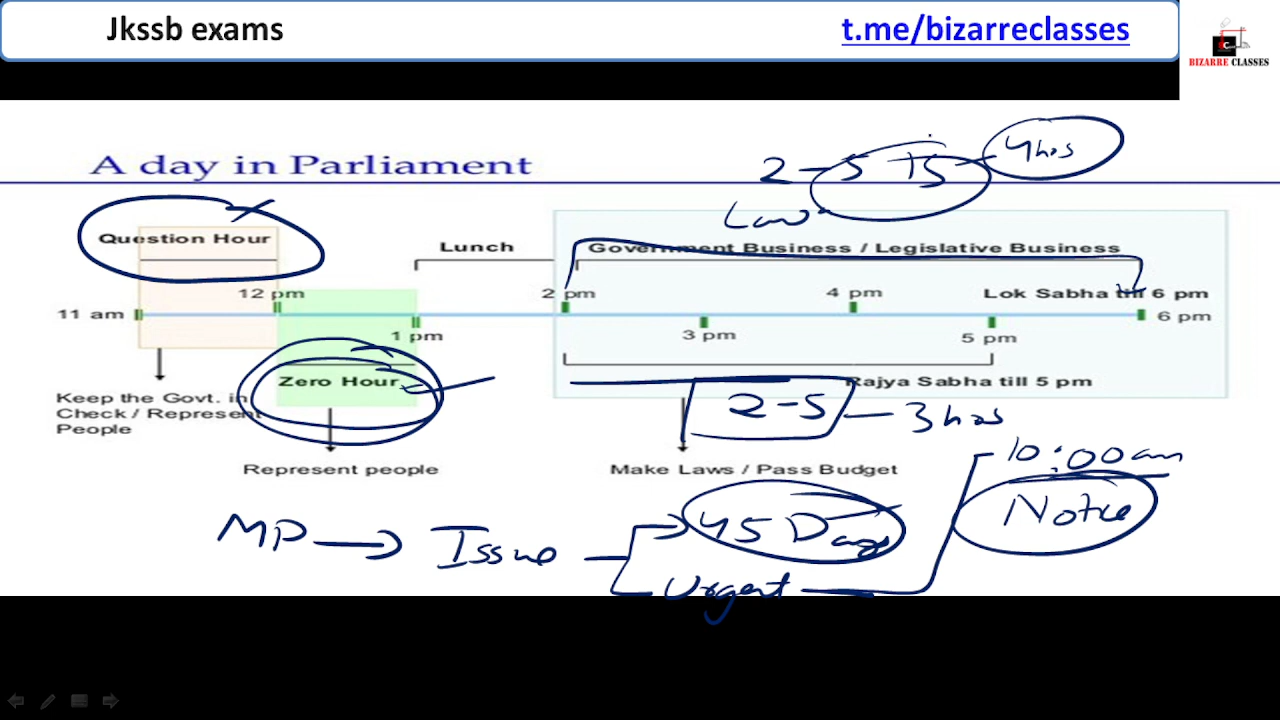 Jkssb exams
t.me/bizarreclasses
BIZARRE CLASSES
A day in Parliament
2 - 5
4hrs
Law
Question Hour
Lunch
Government Business / Legislative Business
12 pm
2 pm
4 pm
Lok Sabha till 6 pm
11 am
1 pm
3 pm
5 pm
6 pm
Zero Hour
Rajya Sabha till 5 pm
Keep the Govt. in
Check / Represent
People
2-5 — 3 hrs
Represent people
Make Laws / Pass Budget
10:00am
Notice
MP → Issue
45 Days
Urgent